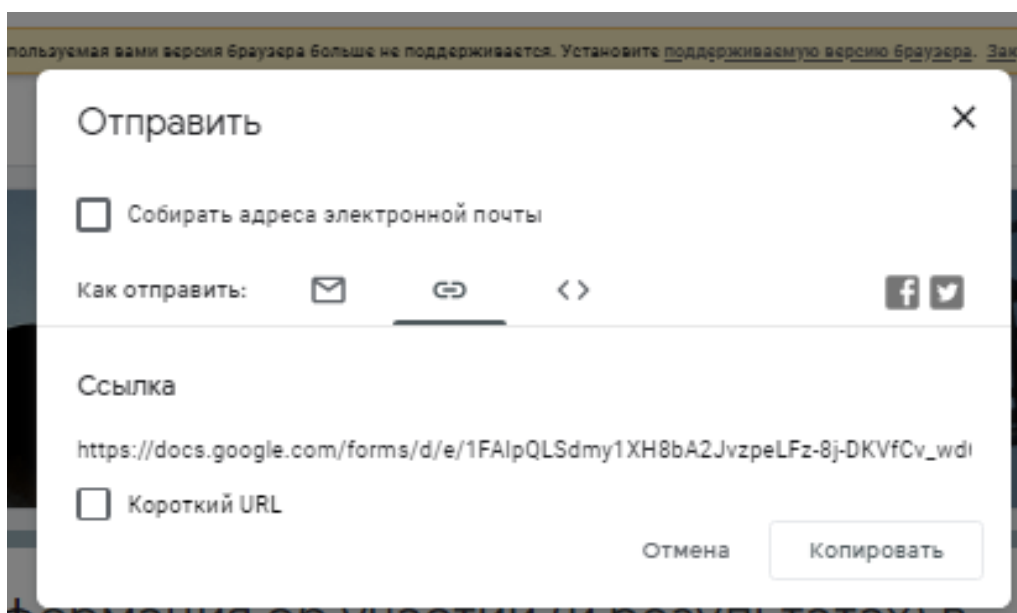 вами версия браузера больше не поддерживается. Установите поддерживаемую версию браузера.
Отправить
Собирать адреса электронной почты
Как отправить:
Ссылка
https://docs.google.com/forms/d/e/1FAIpQLSdmy1XH8bA2JvzpeLFz-8j-DKVfCv_wd
Короткий URL
Отмена Копировать